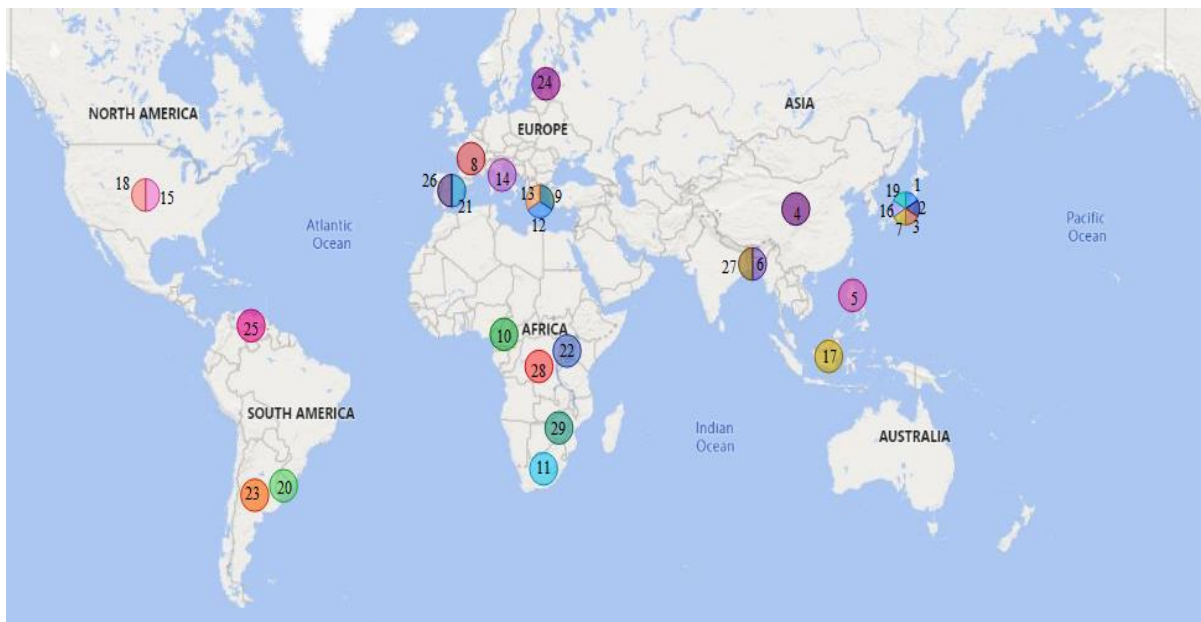 24
NORTH AMERICA
ASIA
EUROPE
8
14
26
21
13
9
12
18
15
19
1
16
2
7
3
4
Atlantic
Ocean
Pacific
Ocean
27
6
5
25
10
AFRICA
22
17
28
SOUTH AMERICA
29
Indian
Ocean
AUSTRALIA
11
23
20